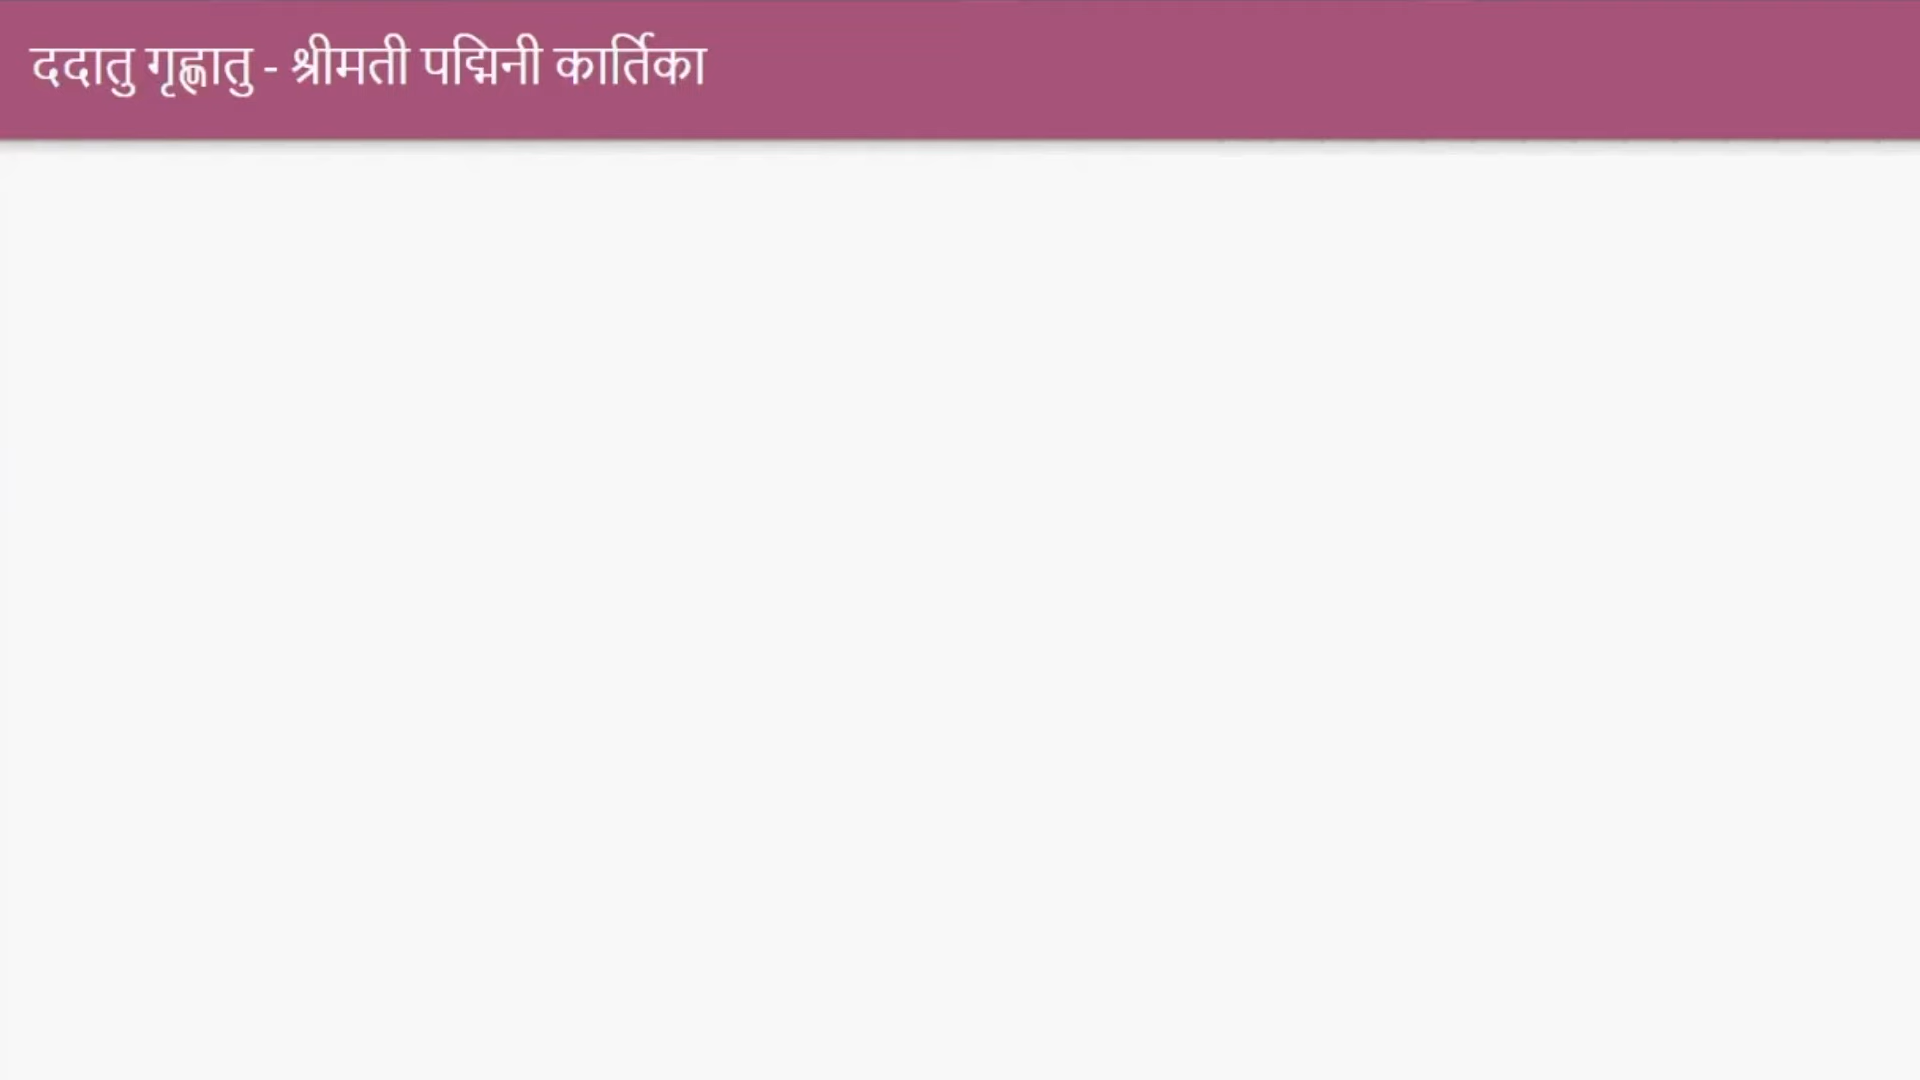 ददातु गृह्णातु - श्रीमती पद्मिनी कार्तिका